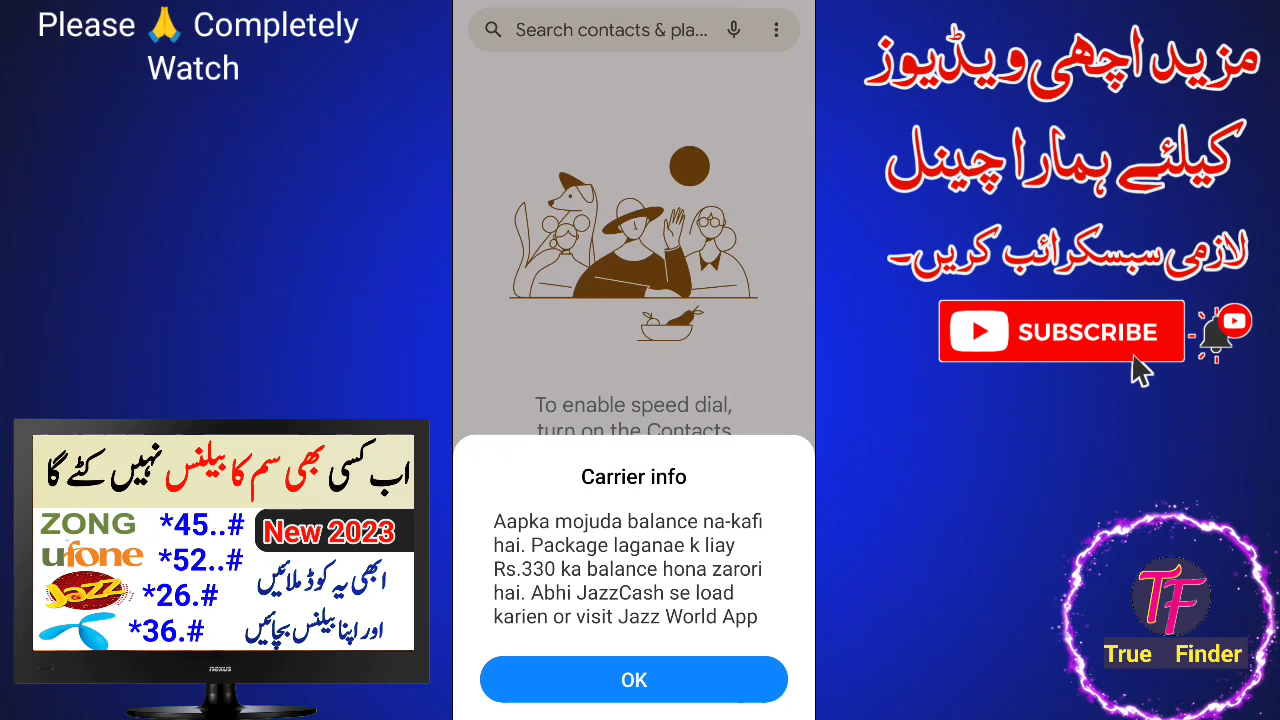 Please 🙏 Completely
Watch
Search contacts & pla...
To enable speed dial,
turn on the Contacts
Carrier info
Aapka mojuda balance na-kafi
hai. Package laganae k liay
Rs.330 ka balance hona zarori
hai. Abhi JazzCash se load
karien or visit Jazz World App
OK
مزید اچھی ویڈیوز
کیلئے ہمارا چینل
لازمی سبسکرائب کریں۔
SUBSCRIBE
اب کسی بھی سم کا بیلنس نہیں کٹے گا
ZONG *45..#
New 2023
ufone *52..#
ابھی یہ کوڈ ملائیں
Jazz *26.#
*36.#
اور اپنا بیلنس بچائیں
nexus
TF
True Finder